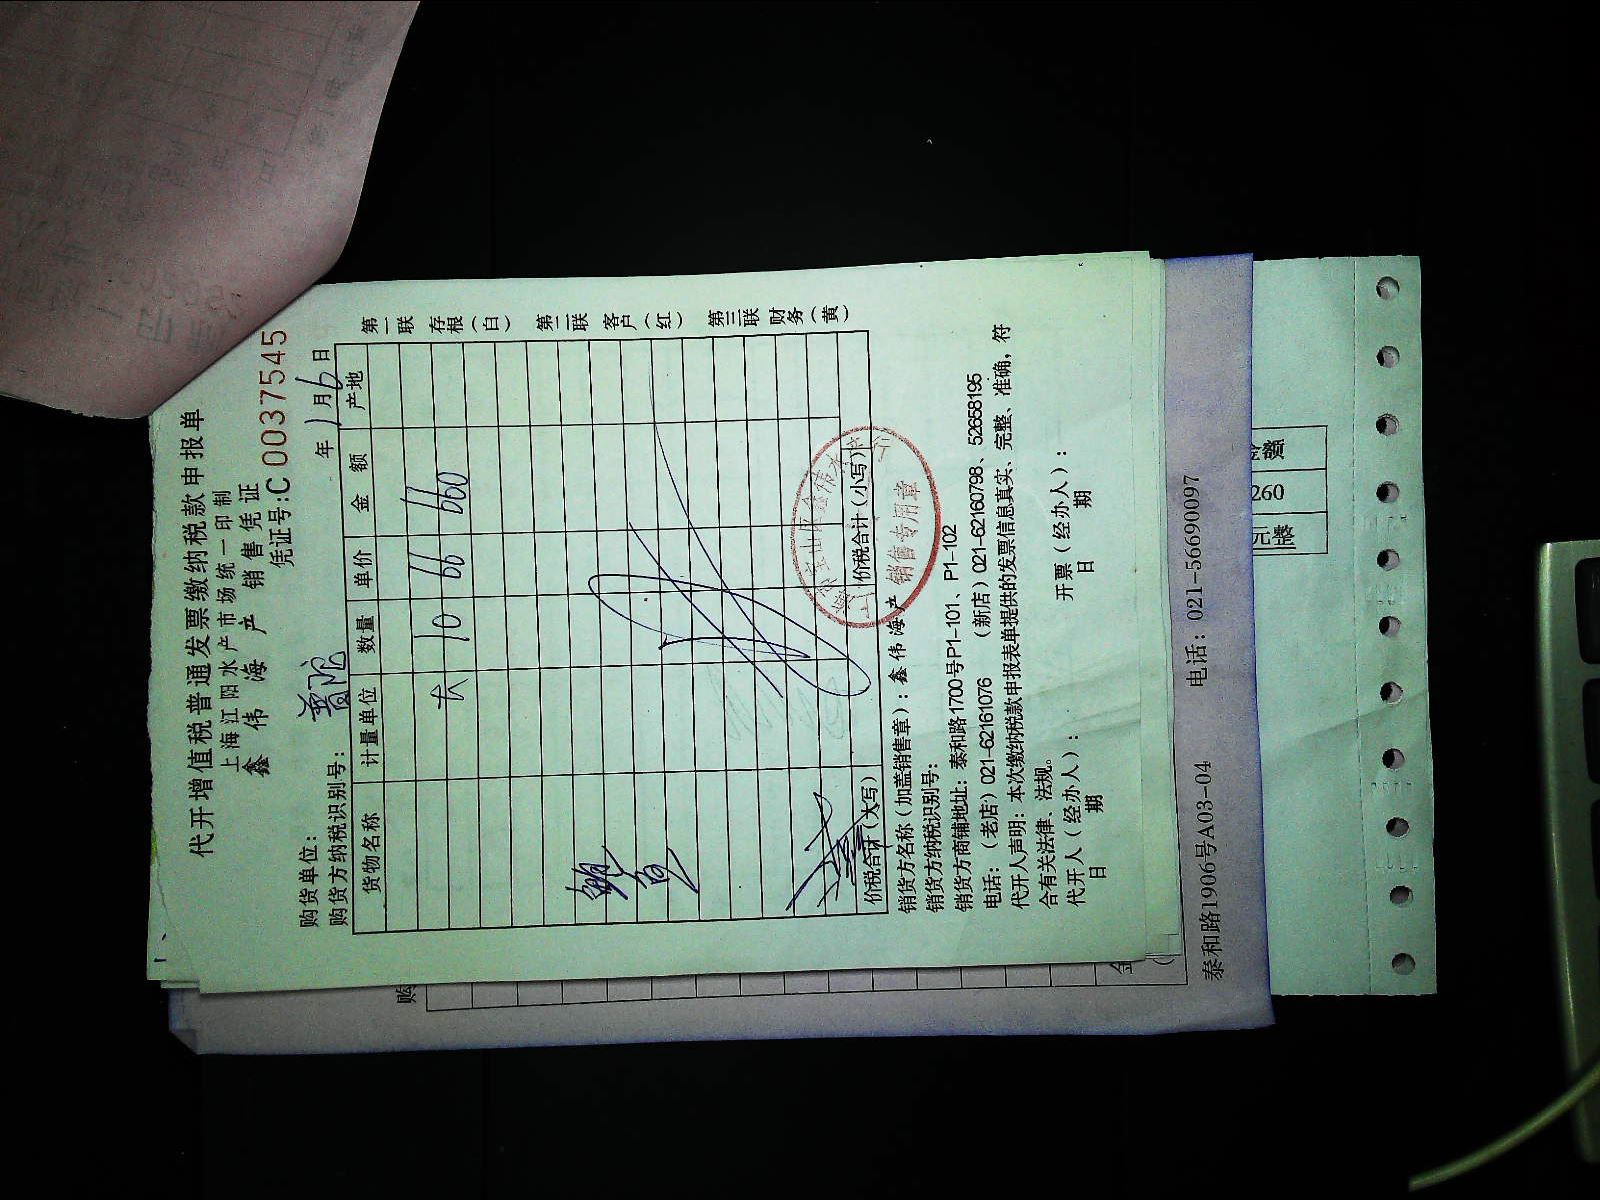 代开增值税普通发票缴纳税款申报单
上海江阳水产市场统一印制
鑫伟海产 销售凭证
凭证号:C 0037545
购货单位:
购货方纳税识别号:
年 1月6日
货物名称 计量单位 数量 单价 金额 产地
大 10 66 660
价税合计(大写) 价税合计(小写)
销售专用章
第一联 存根(白)
第二联 客户(红)
第三联 财务(黄)
销货方名称(加盖销售章):鑫伟海产
销货方纳税识别号:
销货方商铺地址:泰和路1700号P1-101、P1-102
电话:(老店)021-62161076 (新店)021-62160798、52658195
代开人声明:本次缴纳税款申报表单提供的发票信息真实、完整、准确,符
合有关法律、法规。
代开人(经办人): 开票(经办人):
日 期 日 期
购
金
泰和路1906号A03-04 电话:021-56690097
金额
260
元整